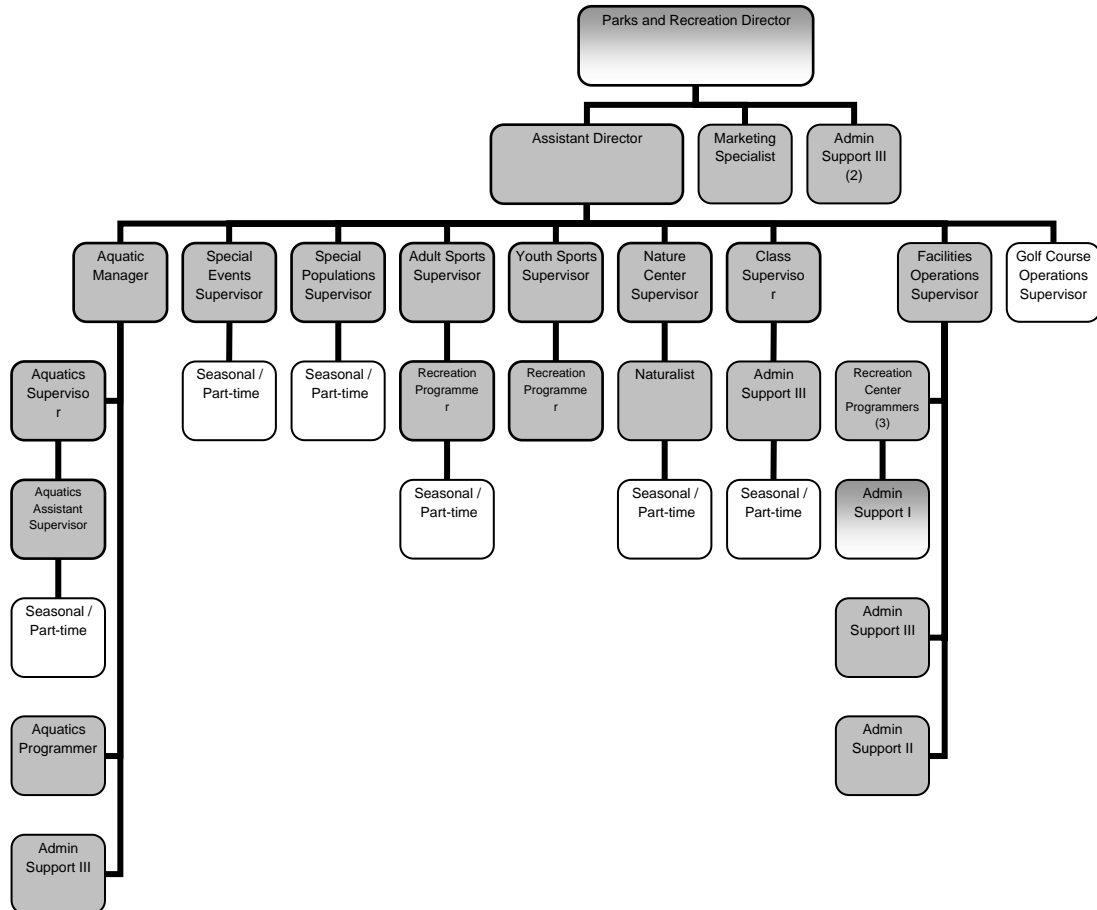 Parks and Recreation Director
Assistant Director
Marketing
Specialist
Admin
Support III
(2)
Aquatic
Manager
Special
Events
Supervisor
Special
Populations
Supervisor
Adult Sports
Supervisor
Youth Sports
Supervisor
Nature
Center
Supervisor
Class
Superviso
r
Facilities
Operations
Supervisor
Golf Course
Operations
Supervisor
Aquatics
Superviso
r
Seasonal /
Part-time
Seasonal /
Part-time
Recreation
Programme
r
Recreation
Programme
r
Naturalist
Admin
Support III
Recreation
Center
Programmers
(3)
Aquatics
Assistant
Supervisor
Seasonal /
Part-time
Seasonal /
Part-time
Seasonal /
Part-time
Admin
Support I
Seasonal /
Part-time
Admin
Support III
Aquatics
Programmer
Admin
Support II
Admin
Support III